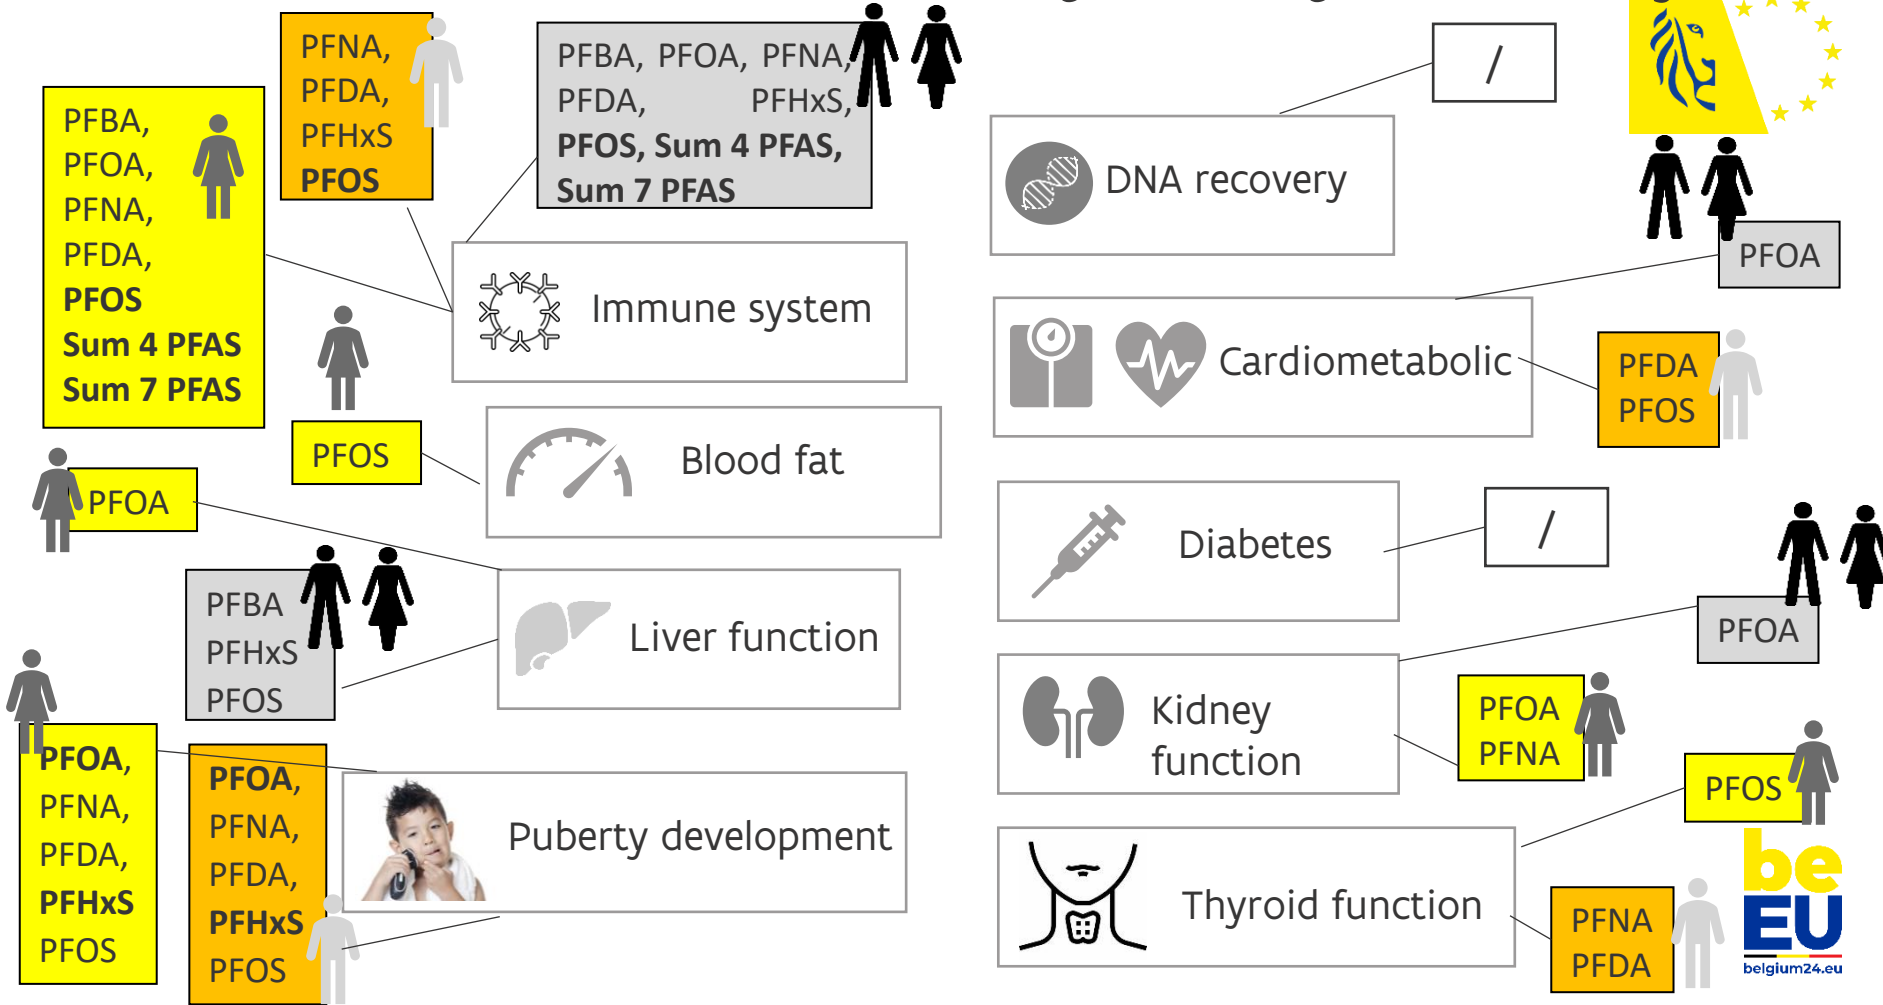 PFNA,
PFDA,
PFHxS
PFOS
PFBA, PFOA, PFNA,
PFDA, PFHxS,
PFOS, Sum 4 PFAS,
Sum 7 PFAS
PFBA,
PFOA,
PFNA,
PFDA,
PFOS
Sum 4 PFAS
Sum 7 PFAS
Immune system
PFOS
Blood fat
PFOA
PFBA
PFHxS
PFOS
Liver function
PFOA,
PFNA,
PFDA,
PFHxS
PFOS
PFOA,
PFNA,
PFDA,
PFHxS
PFOS
Puberty development
/
DNA recovery
PFOA
Cardiometabolic
PFDA
PFOS
Diabetes
/
PFOA
Kidney
function
PFOA
PFNA
PFOS
Thyroid function
PFNA
PFDA
be
EU
belgium24.eu